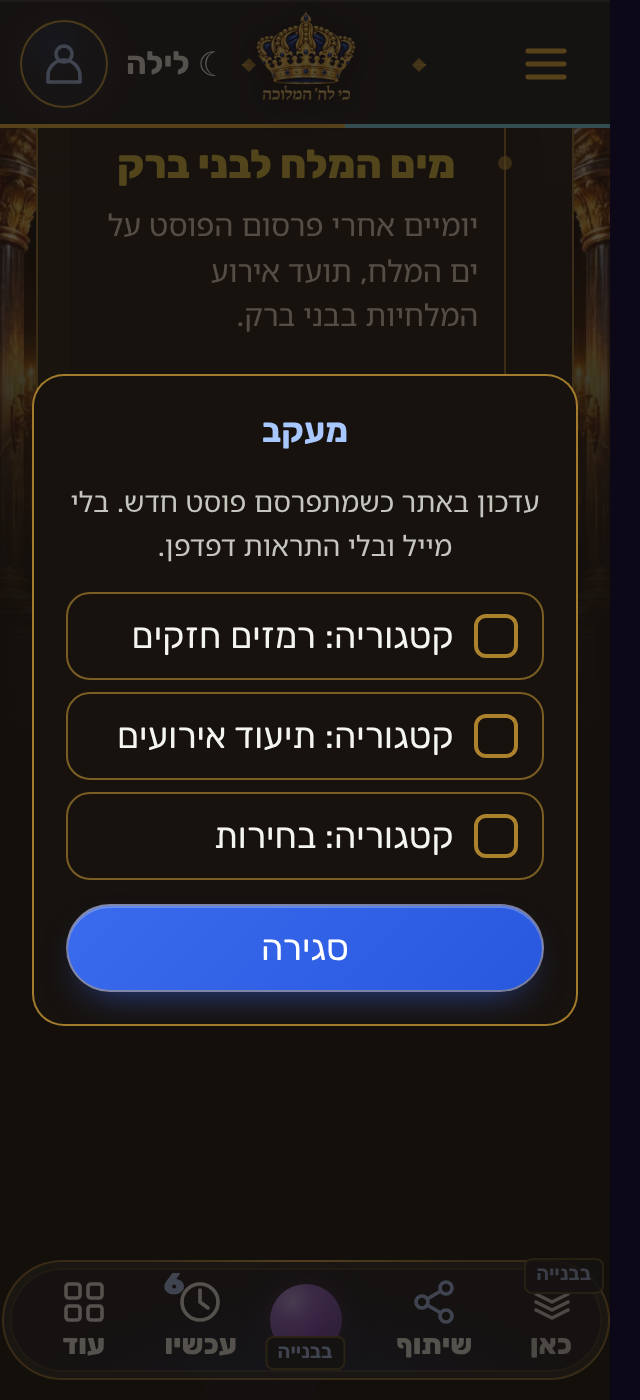 ☾ לילה
כי לה' המלוכה
מים המלח לבני ברק
יומיים אחרי פרסום הפוסט על
ים המלח, תועד אירוע
המלחיות בבני ברק.
מעקב
עדכון באתר כשמתפרסם פוסט חדש. בלי
מייל ובלי התראות דפדפן.
קטגוריה: רמזים חזקים
קטגוריה: תיעוד אירועים
קטגוריה: בחירות
סגירה
בבנייה
כאן
שיתוף
בבנייה
6
עכשיו
עוד